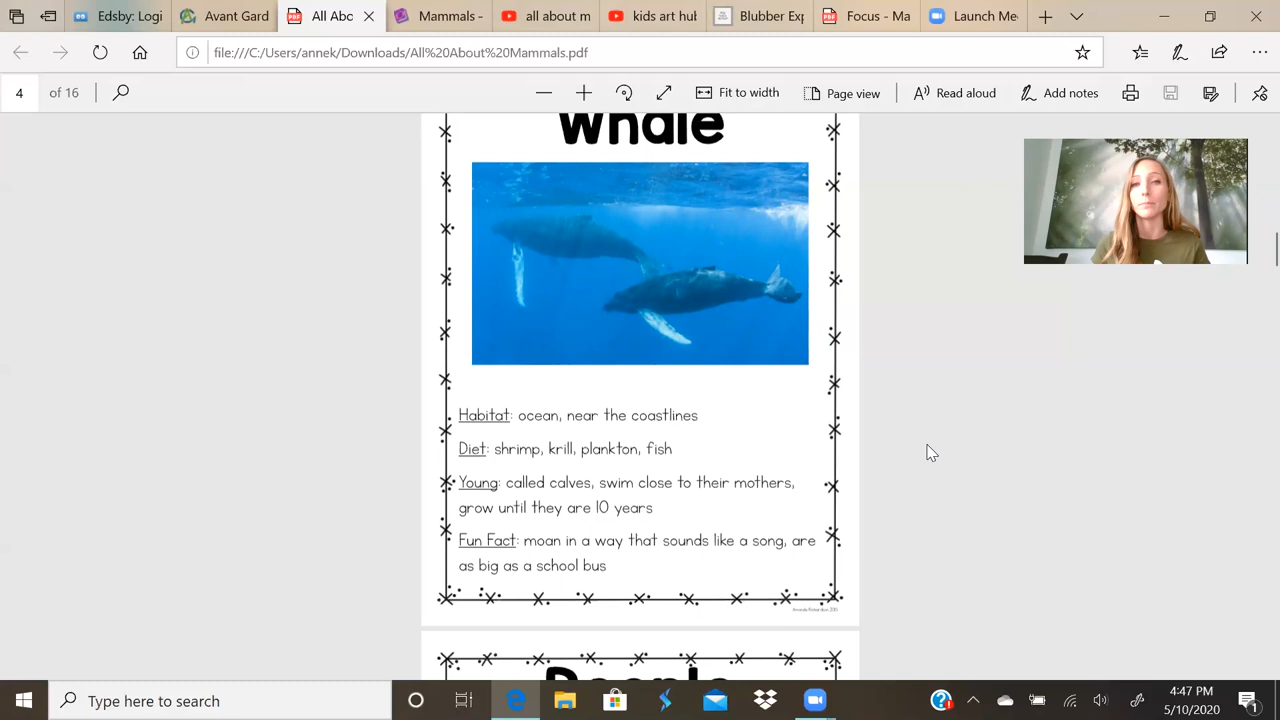 Edsby: Logi
Avant Gard
All Abc
Mammals -
all about m
kids art hub
Blubber Exp
Focus - Ma
Launch Me
file:///C:/Users/annek/Downloads/All%20About%20Mammals.pdf
4 of 16
Fit to width
Page view
Read aloud
Add notes
Whale
Habitat: ocean, near the coastlines
Diet: shrimp, krill, plankton, fish
Young: called calves, swim close to their mothers,
grow until they are 10 years
Fun Fact: moan in a way that sounds like a song, are
as big as a school bus
People
Type here to search
4:47 PM
5/10/2020